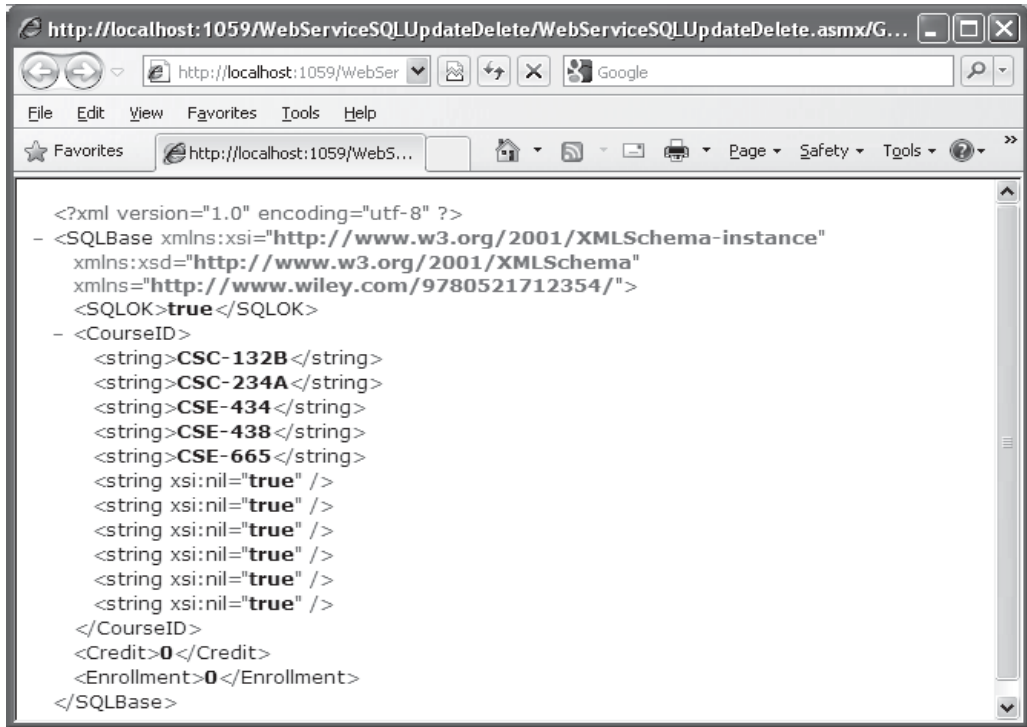 http://localhost:1059/WebServiceSQLUpdateDelete/WebServiceSQLUpdateDelete.asmx/G...
http://localhost:1059/WebSer
Google
File Edit View Favorites Tools Help
Favorites http://localhost:1059/WebS... Page Safety Tools »
<?xml version="1.0" encoding="utf-8" ?>
- <SQLBase xmlns:xsi="http://www.w3.org/2001/XMLSchema-instance"
xmlns:xsd="http://www.w3.org/2001/XMLSchema"
xmlns="http://www.wiley.com/9780521712354/">
<SQLOK>true</SQLOK>
- <CourseID>
<string>CSC-132B</string>
<string>CSC-234A</string>
<string>CSE-434</string>
<string>CSE-438</string>
<string>CSE-665</string>
<string xsi:nil="true" />
<string xsi:nil="true" />
<string xsi:nil="true" />
<string xsi:nil="true" />
<string xsi:nil="true" />
<string xsi:nil="true" />
</CourseID>
<Credit>0</Credit>
<Enrollment>0</Enrollment>
</SQLBase>